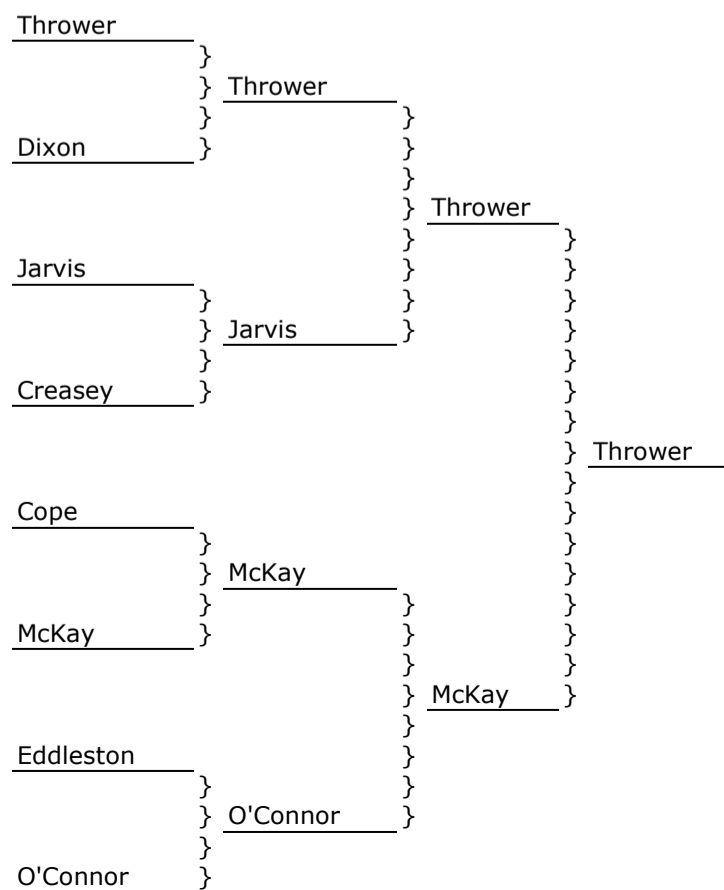 Thrower
}
} Thrower
} }
Dixon } }
}
} Thrower
} }
Jarvis } }
} } }
} Jarvis } }
} }
Creasey } }
}
} Thrower
}
Cope }
} }
} McKay }
} } }
McKay } } }
} }
} McKay }
}
Eddleston }
} }
} O'Connor }
}
O'Connor }